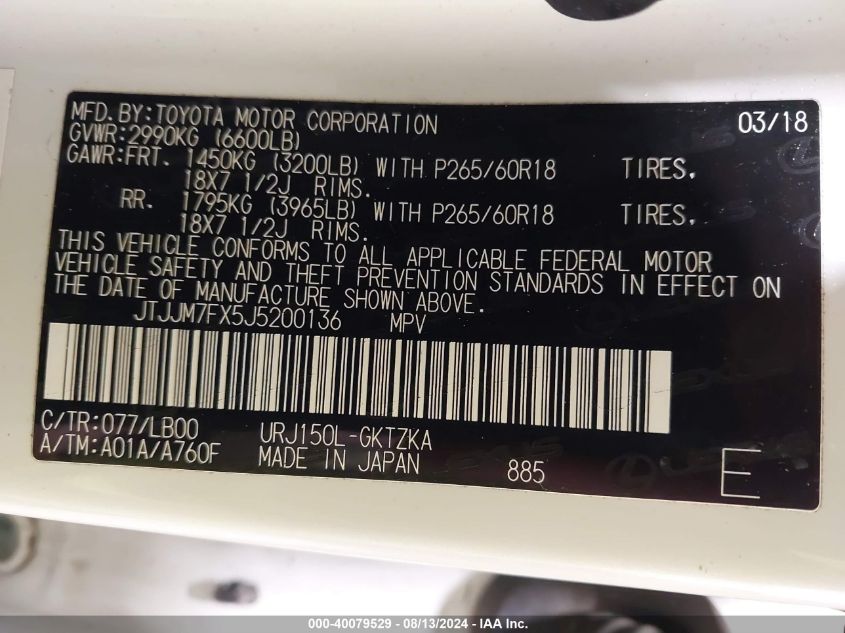 MFD. BY: TOYOTA MOTOR CORPORATION 03/18
GVWR: 2990KG (6600LB)
GAWR: FRT. 1450KG (3200LB) WITH P265/60R18 TIRES,
18X7 1/2J RIMS.
RR. 1795KG (3965LB) WITH P265/60R18 TIRES,
18X7 1/2J RIMS.
THIS VEHICLE CONFORMS TO ALL APPLICABLE FEDERAL MOTOR
VEHICLE SAFETY AND THEFT PREVENTION STANDARDS IN EFFECT ON
THE DATE OF MANUFACTURE SHOWN ABOVE.
JTJJM7FX5J5200136 MPV
C/TR: 077/LB00 URJ150L-GKTZKA
A/TM: A01A/A760F MADE IN JAPAN 885 E
LEXUS
000-40079529 - 08/13/2024 - IAA Inc.